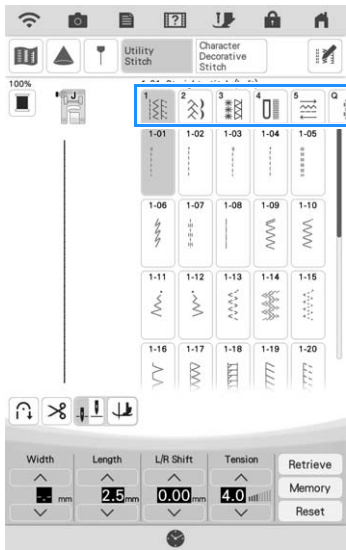 Utility Stitch
Character Decorative Stitch
100%
J
1 2 3 4 5 Q
1-01 1-02 1-03 1-04 1-05
1-06 1-07 1-08 1-09 1-10
1-11 1-12 1-13 1-14 1-15
1-16 1-17 1-18 1-19 1-20
Width Length L/R Shift Tension
Retrieve
-.- mm 2.5 mm 0.00 mm 4.0
Memory
Reset